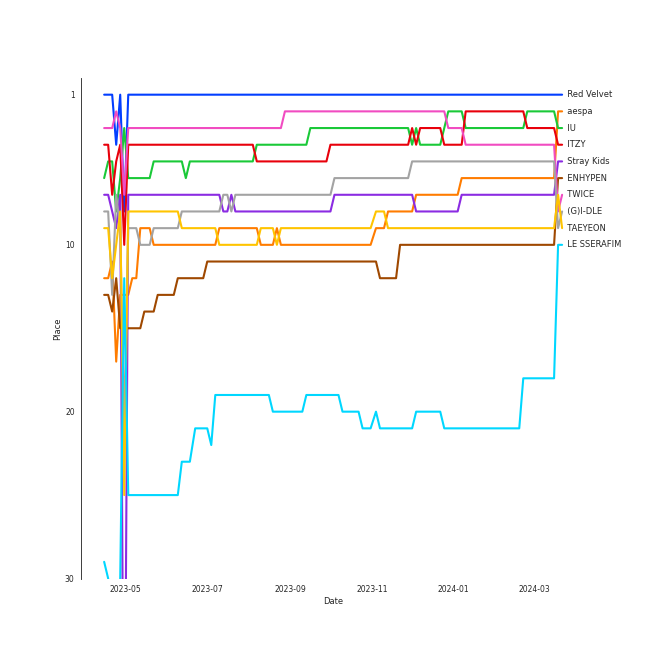 1
10
20
30
Place
2023-05
2023-07
2023-09
2023-11
2024-01
2024-03
Date
Red Velvet
aespa
IU
ITZY
Stray Kids
ENHYPEN
TWICE
(G)I-DLE
TAEYEON
LE SSERAFIM